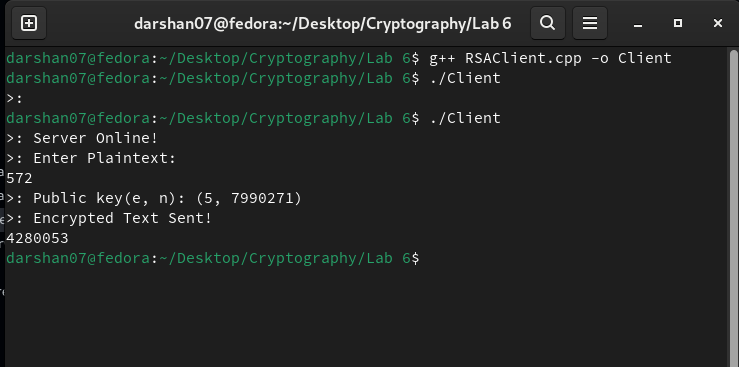 darshan07@fedora:~/Desktop/Cryptography/Lab 6
darshan07@fedora:~/Desktop/Cryptography/Lab 6$ g++ RSAClient.cpp -o Client
darshan07@fedora:~/Desktop/Cryptography/Lab 6$ ./Client
>:
darshan07@fedora:~/Desktop/Cryptography/Lab 6$ ./Client
>: Server Online!
>: Enter Plaintext:
572
>: Public key(e, n): (5, 7990271)
>: Encrypted Text Sent!
4280053
darshan07@fedora:~/Desktop/Cryptography/Lab 6$